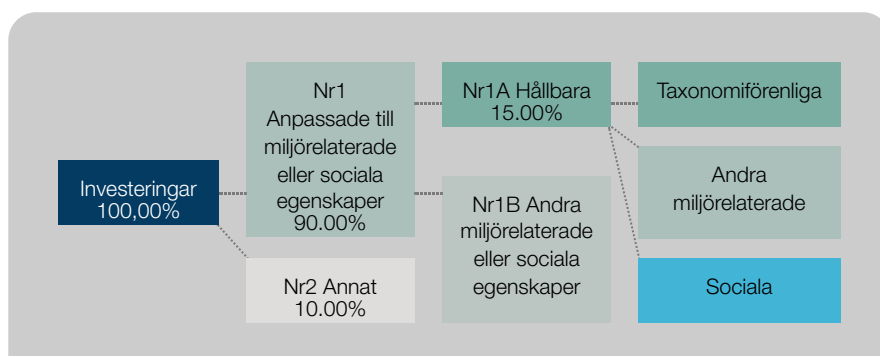 Investeringar
100,00%
Nr1
Anpassade till
miljörelaterade
eller sociala
egenskaper
90.00%
Nr2 Annat
10.00%
Nr1A Hållbara
15.00%
Nr1B Andra
miljörelaterade
eller sociala
egenskaper
Taxonomiförenliga
Andra
miljörelaterade
Sociala